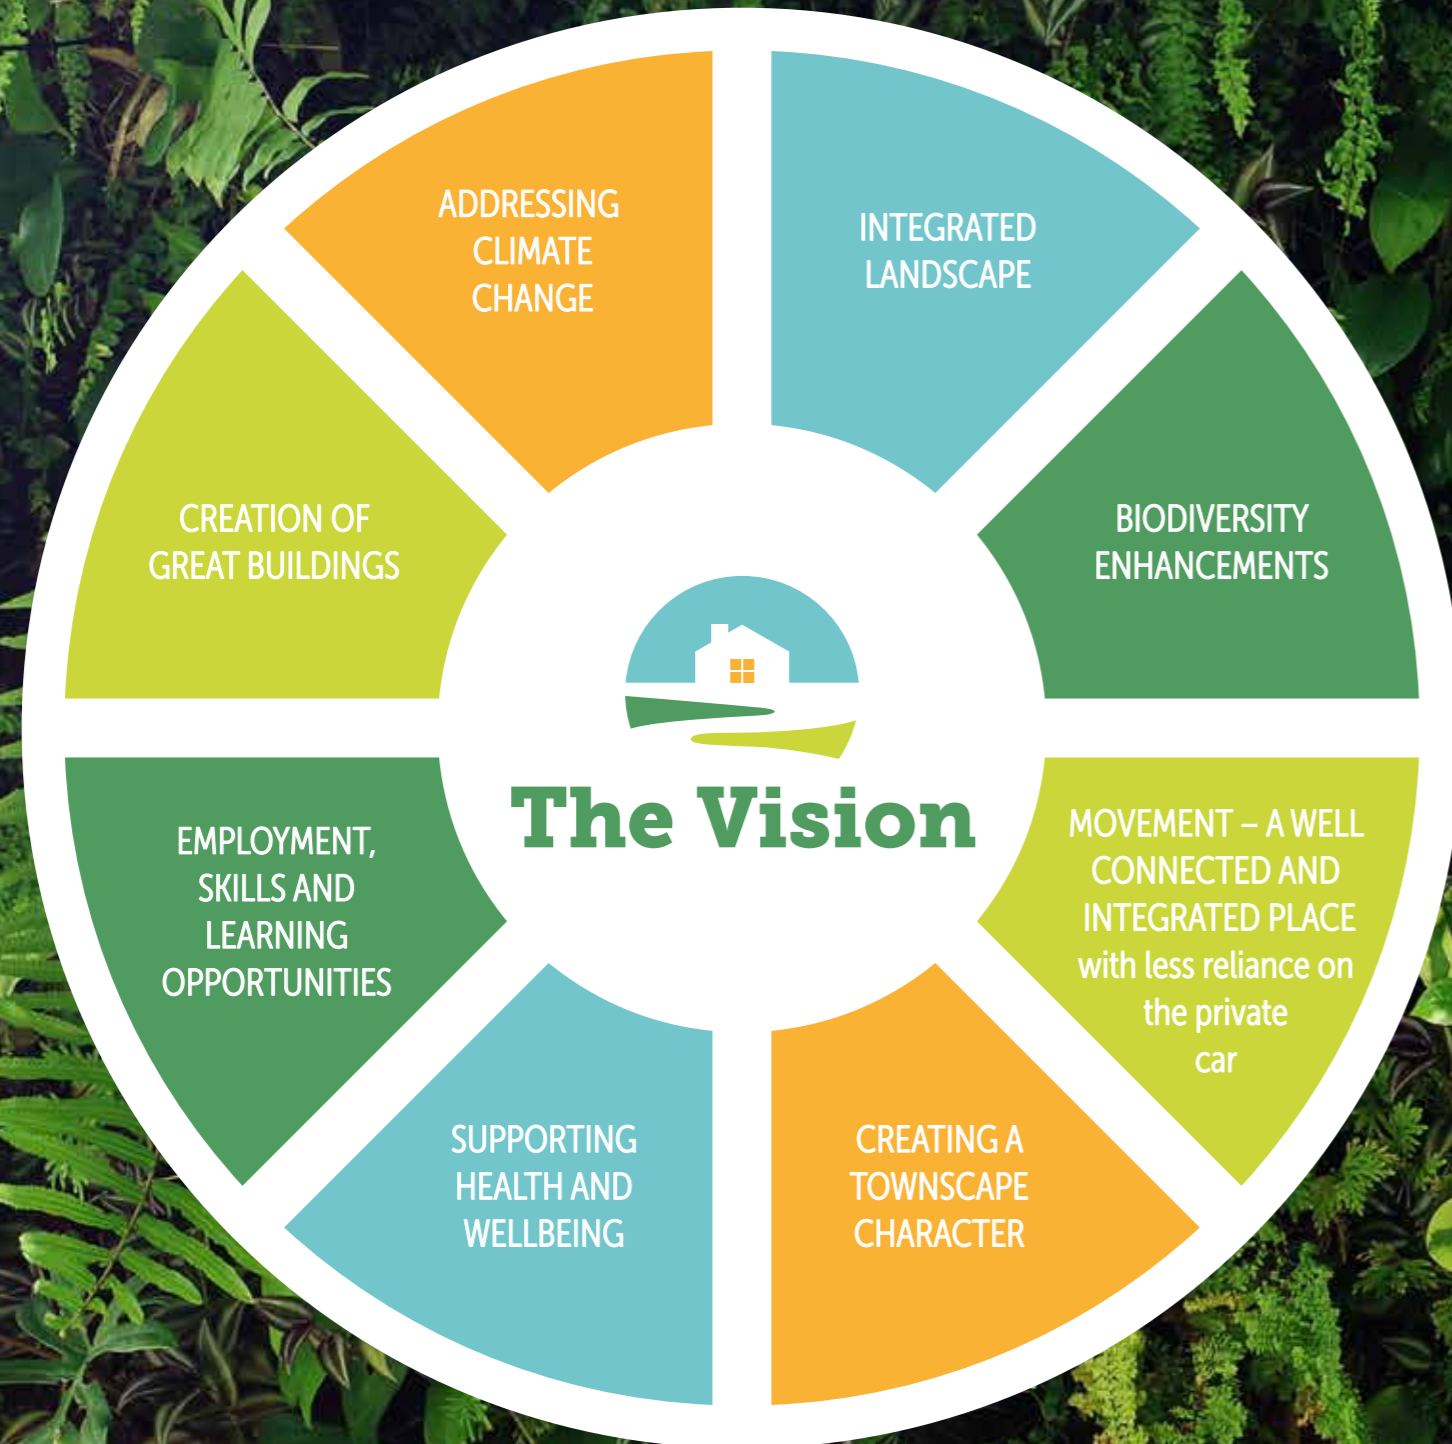 ADDRESSING
CLIMATE
CHANGE
INTEGRATED
LANDSCAPE
BIODIVERSITY
ENHANCEMENTS
MOVEMENT – A WELL
CONNECTED AND
INTEGRATED PLACE
with less reliance on
the private
car
CREATING A
TOWNSCAPE
CHARACTER
SUPPORTING
HEALTH AND
WELLBEING
EMPLOYMENT,
SKILLS AND
LEARNING
OPPORTUNITIES
CREATION OF
GREAT BUILDINGS
The Vision